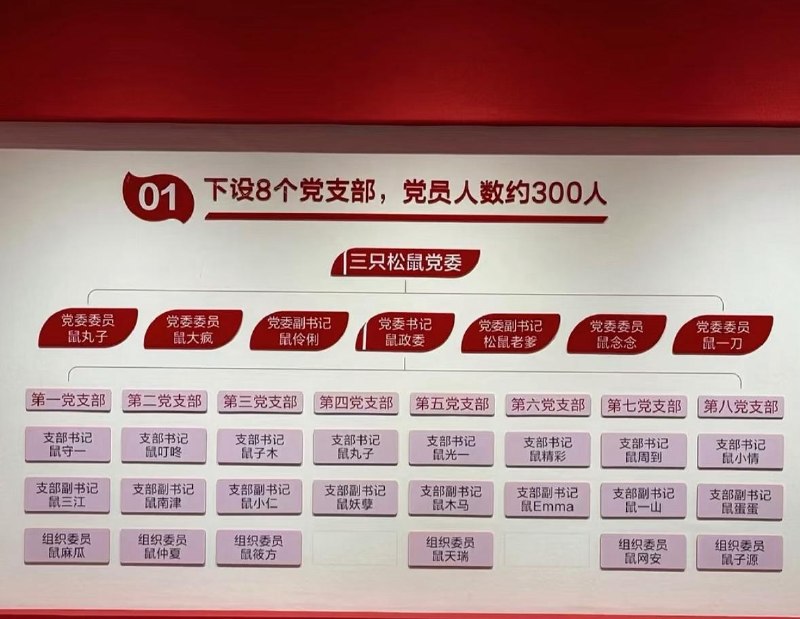 01 下设8个党支部，党员人数约300人
三只松鼠党委
党委委员 党委委员 党委副书记 党委书记 党委副书记 党委委员 党委委员
鼠丸子 鼠大疯 鼠伶俐 鼠政委 松鼠老爹 鼠念念 鼠一刀
第一党支部 第二党支部 第三党支部 第四党支部 第五党支部 第六党支部 第七党支部 第八党支部
支部书记 支部书记 支部书记 支部书记 支部书记 支部书记 支部书记 支部书记
鼠守一 鼠叮咚 鼠子木 鼠丸子 鼠光一 鼠精彩 鼠周到 鼠小情
支部副书记 支部副书记 支部副书记 支部副书记 支部副书记 支部副书记 支部副书记 支部副书记
鼠三江 鼠南津 鼠小仁 鼠妖孽 鼠木马 鼠Emma 鼠一山 鼠蛋蛋
组织委员 组织委员 组织委员 组织委员 组织委员 组织委员
鼠麻瓜 鼠仲夏 鼠筱方 鼠天瑞 鼠网安 鼠子源